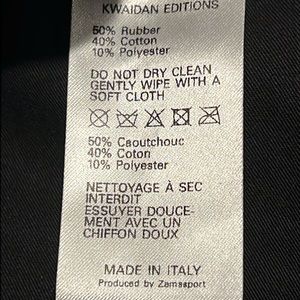 KWAIDAN EDITIONS
50% Rubber
40% Cotton
10% Polyester
DO NOT DRY CLEAN
GENTLY WIPE WITH A
SOFT CLOTH
50% Caoutchouc
40% Coton
10% Polyester
NETTOYAGE À SEC
INTERDIT
ESSUYER DOUCE-
MENT AVEC UN
CHIFFON DOUX
MADE IN ITALY
Produced by Zamasport